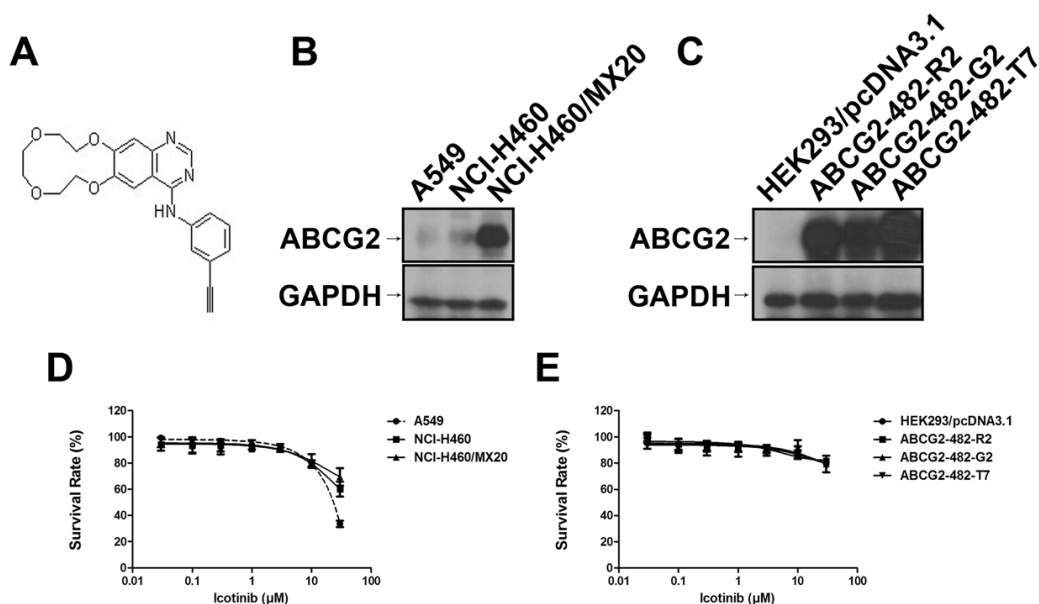 A
O
O
O
O
N
N
HN
B
A549
NCI-H460
NCI-H460/MX20
ABCG2→
GAPDH→
C
HEK293/pcDNA3.1
ABCG2-482-R2
ABCG2-482-G2
ABCG2-482-T7
ABCG2→
GAPDH→
D
Survival Rate (%)
120
100
80
60
40
20
0
0.01 0.1 1 10 100
Icotinib (µM)
A549
NCI-H460
NCI-H460/MX20
E
Survival Rate (%)
120
100
80
60
40
20
0
0.01 0.1 1 10 100
Icotinib (µM)
HEK293/pcDNA3.1
ABCG2-482-R2
ABCG2-482-G2
ABCG2-482-T7